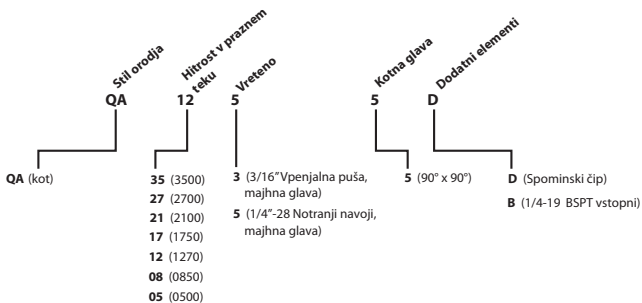 Stil orodja
Hitrost v praznem
teku
Vreteno
Kotna glava
Dodatni elementi
QA 12 5 5 D
QA (kot)
35 (3500)
27 (2700)
21 (2100)
17 (1750)
12 (1270)
08 (0850)
05 (0500)
3 (3/16” Vpenjalna puša,
majhna glava)
5 (1/4”-28 Notranji navoji,
majhna glava)
5 (90° x 90°)
D (Spominski čip)
B (1/4-19 BSPT vstopni)